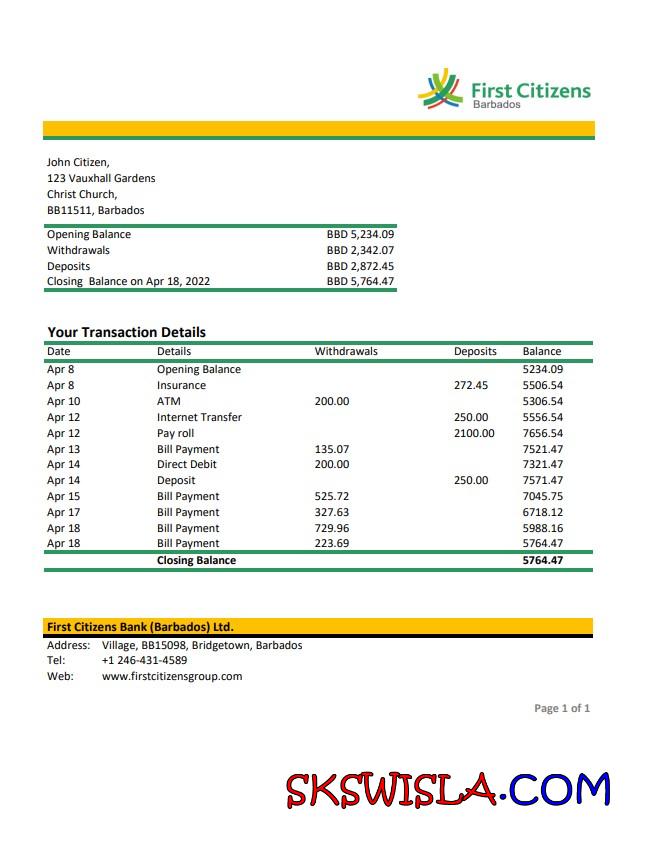 First Citizens
Barbados
John Citizen,
123 Vauxhall Gardens
Christ Church,
BB11511, Barbados
Opening Balance BBD 5,234.09
Withdrawals BBD 2,342.07
Deposits BBD 2,872.45
Closing  Balance on Apr 18, 2022 BBD 5,764.47
Your Transaction Details
Date Details Withdrawals Deposits Balance
Apr 8 Opening Balance 5234.09
Apr 8 Insurance 272.45 5506.54
Apr 10 ATM 200.00 5306.54
Apr 12 Internet Transfer 250.00 5556.54
Apr 12 Pay roll 2100.00 7656.54
Apr 13 Bill Payment 135.07 7521.47
Apr 14 Direct Debit 200.00 7321.47
Apr 14 Deposit 250.00 7571.47
Apr 15 Bill Payment 525.72 7045.75
Apr 17 Bill Payment 327.63 6718.12
Apr 18 Bill Payment 729.96 5988.16
Apr 18 Bill Payment 223.69 5764.47
Closing Balance 5764.47
First Citizens Bank (Barbados) Ltd.
Address: Village, BB15098, Bridgetown, Barbados
Tel: +1 246-431-4589
Web: www.firstcitizensgroup.com
Page 1 of 1
SKSWISLA.COM